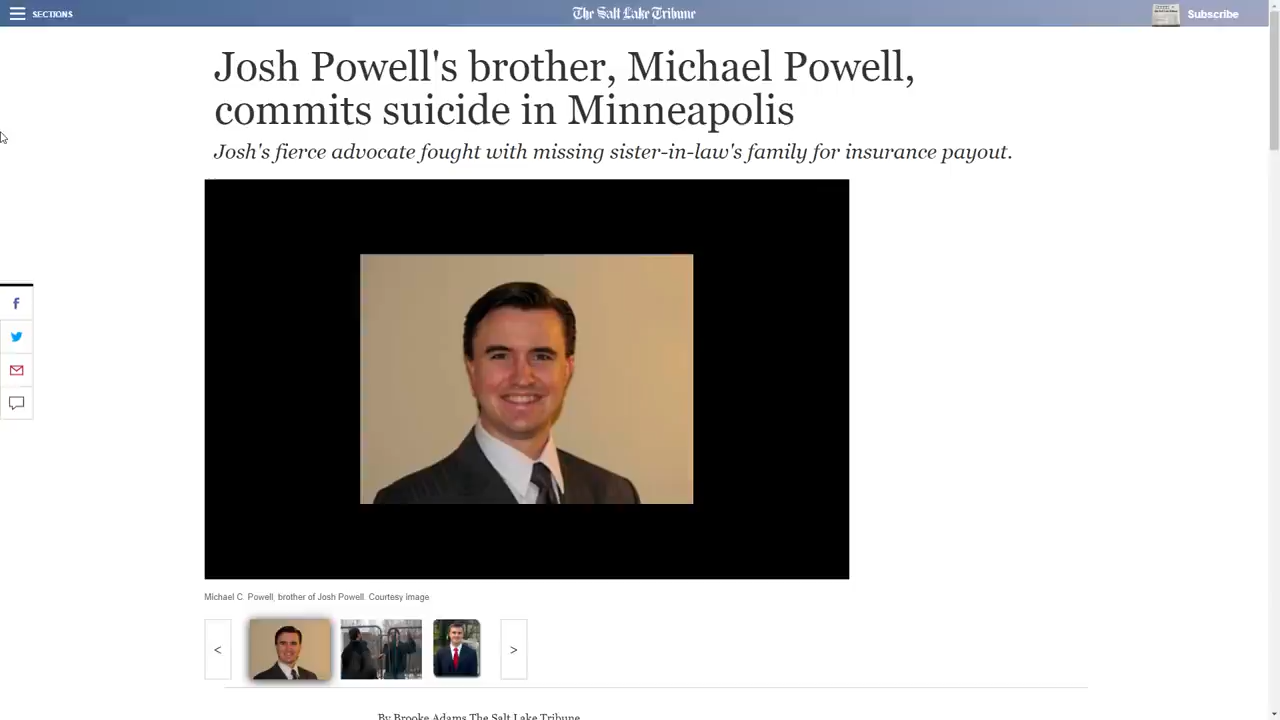 SECTIONS
The Salt Lake Tribune
Subscribe
Josh Powell's brother, Michael Powell,
commits suicide in Minneapolis
Josh's fierce advocate fought with missing sister-in-law's family for insurance payout.
Michael C. Powell, brother of Josh Powell. Courtesy image
<
>
By Brooke Adams The Salt Lake Tribune